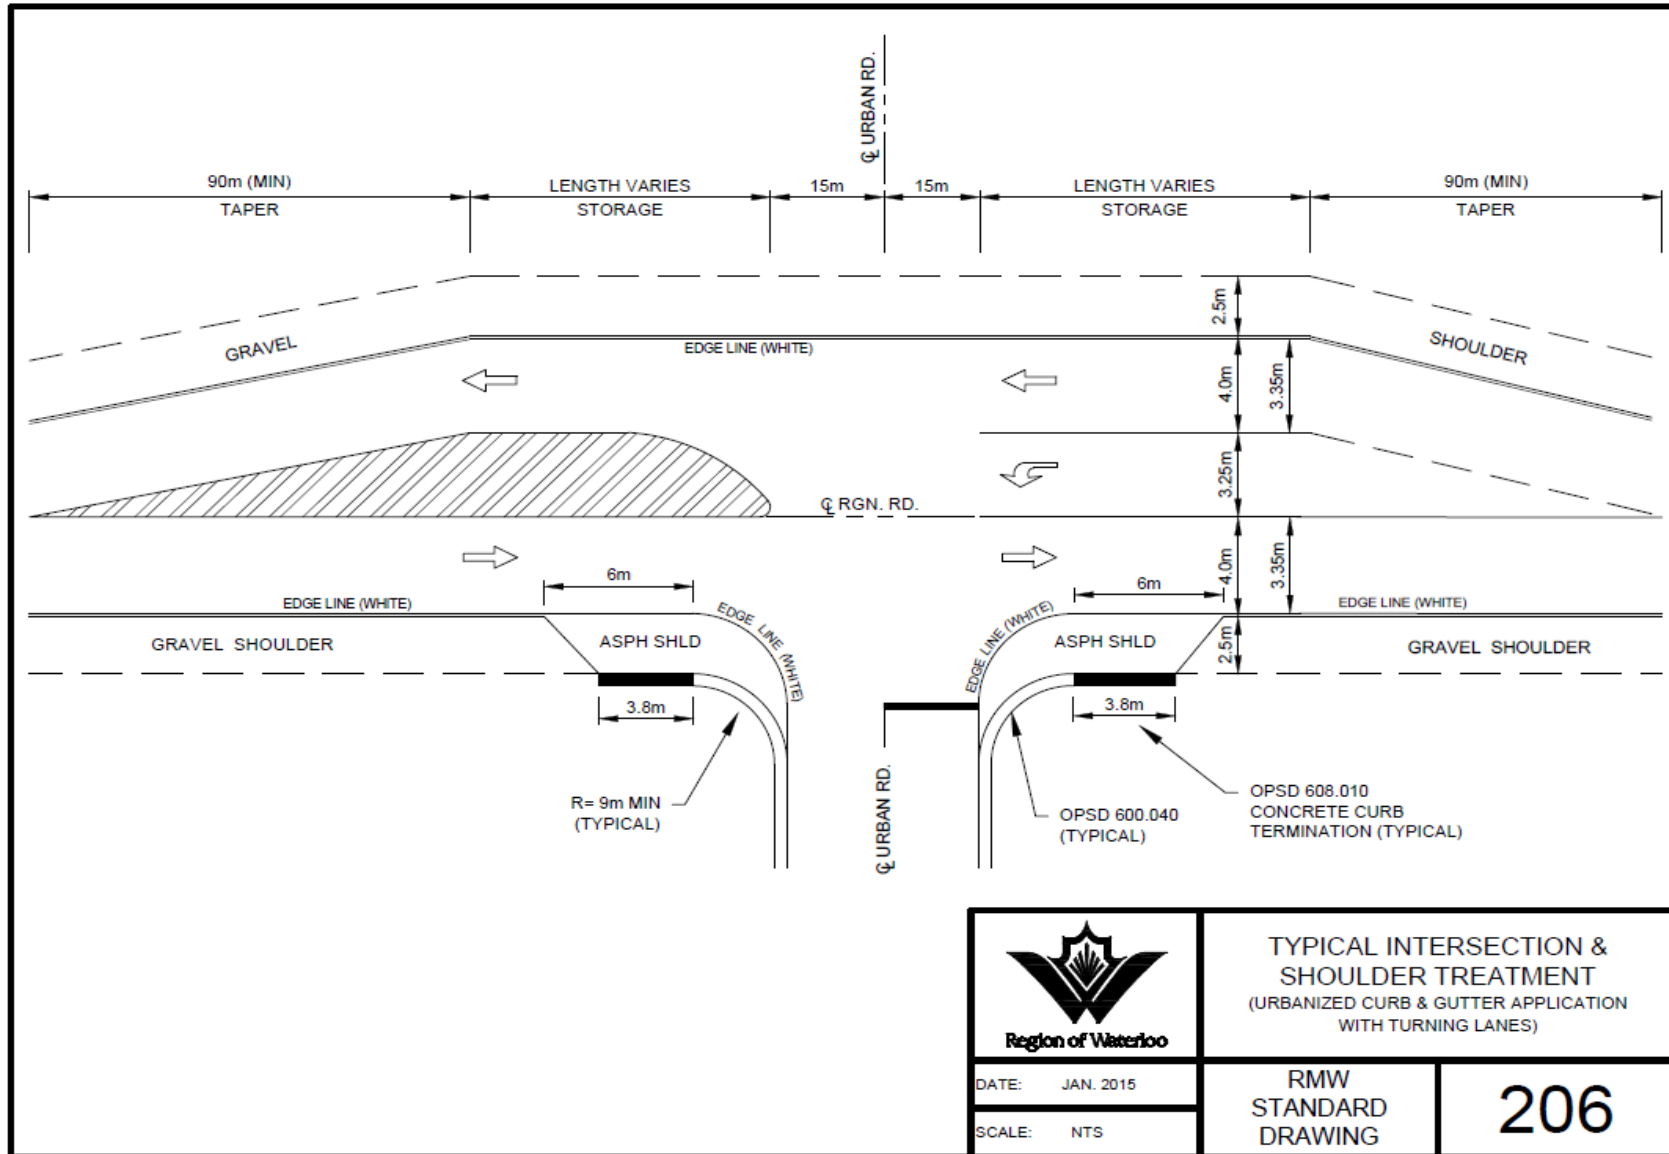 ℄ URBAN RD.
90m (MIN)
TAPER
LENGTH VARIES
STORAGE
15m
15m
LENGTH VARIES
STORAGE
90m (MIN)
TAPER
GRAVEL
EDGE LINE (WHITE)
2.5m
SHOULDER
4.0m
3.35m
3.25m
℄ RGN. RD.
4.0m
3.35m
6m
6m
EDGE LINE (WHITE)
EDGE LINE (WHITE)
EDGE LINE (WHITE)
EDGE LINE (WHITE)
GRAVEL SHOULDER
ASPH SHLD
ASPH SHLD
2.5m
GRAVEL SHOULDER
3.8m
3.8m
R= 9m MIN
(TYPICAL)
℄ URBAN RD.
OPSD 600.040
(TYPICAL)
OPSD 608.010
CONCRETE CURB
TERMINATION (TYPICAL)
Region of Waterloo
TYPICAL INTERSECTION &
SHOULDER TREATMENT
(URBANIZED CURB & GUTTER APPLICATION
WITH TURNING LANES)
DATE: JAN. 2015
SCALE: NTS
RMW
STANDARD
DRAWING
206